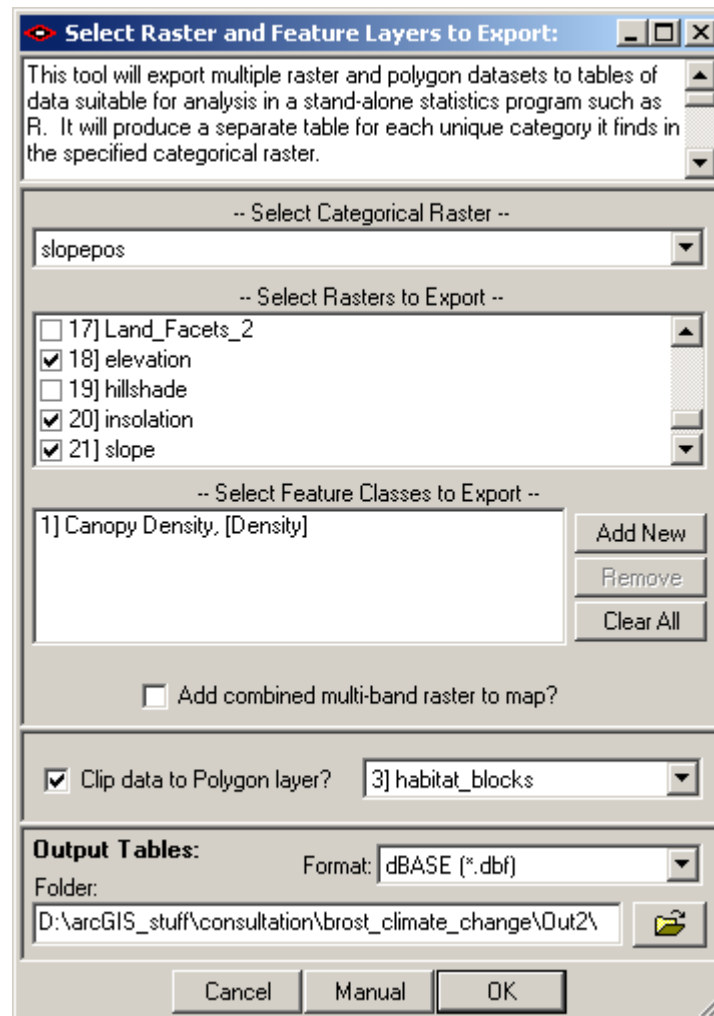 Select Raster and Feature Layers to Export:
This tool will export multiple raster and polygon datasets to tables of
data suitable for analysis in a stand-alone statistics program such as
R.  It will produce a separate table for each unique category it finds in
the specified categorical raster.
-- Select Categorical Raster --
slopepos
-- Select Rasters to Export --
17] Land_Facets_2
18] elevation
19] hillshade
20] insolation
21] slope
-- Select Feature Classes to Export --
1] Canopy Density, [Density]
Add New
Remove
Clear All
Add combined multi-band raster to map?
Clip data to Polygon layer? 3] habitat_blocks
Output Tables:
Format: dBASE (*.dbf)
Folder:
D:\arcGIS_stuff\consultation\brost_climate_change\Out2\
Cancel Manual OK